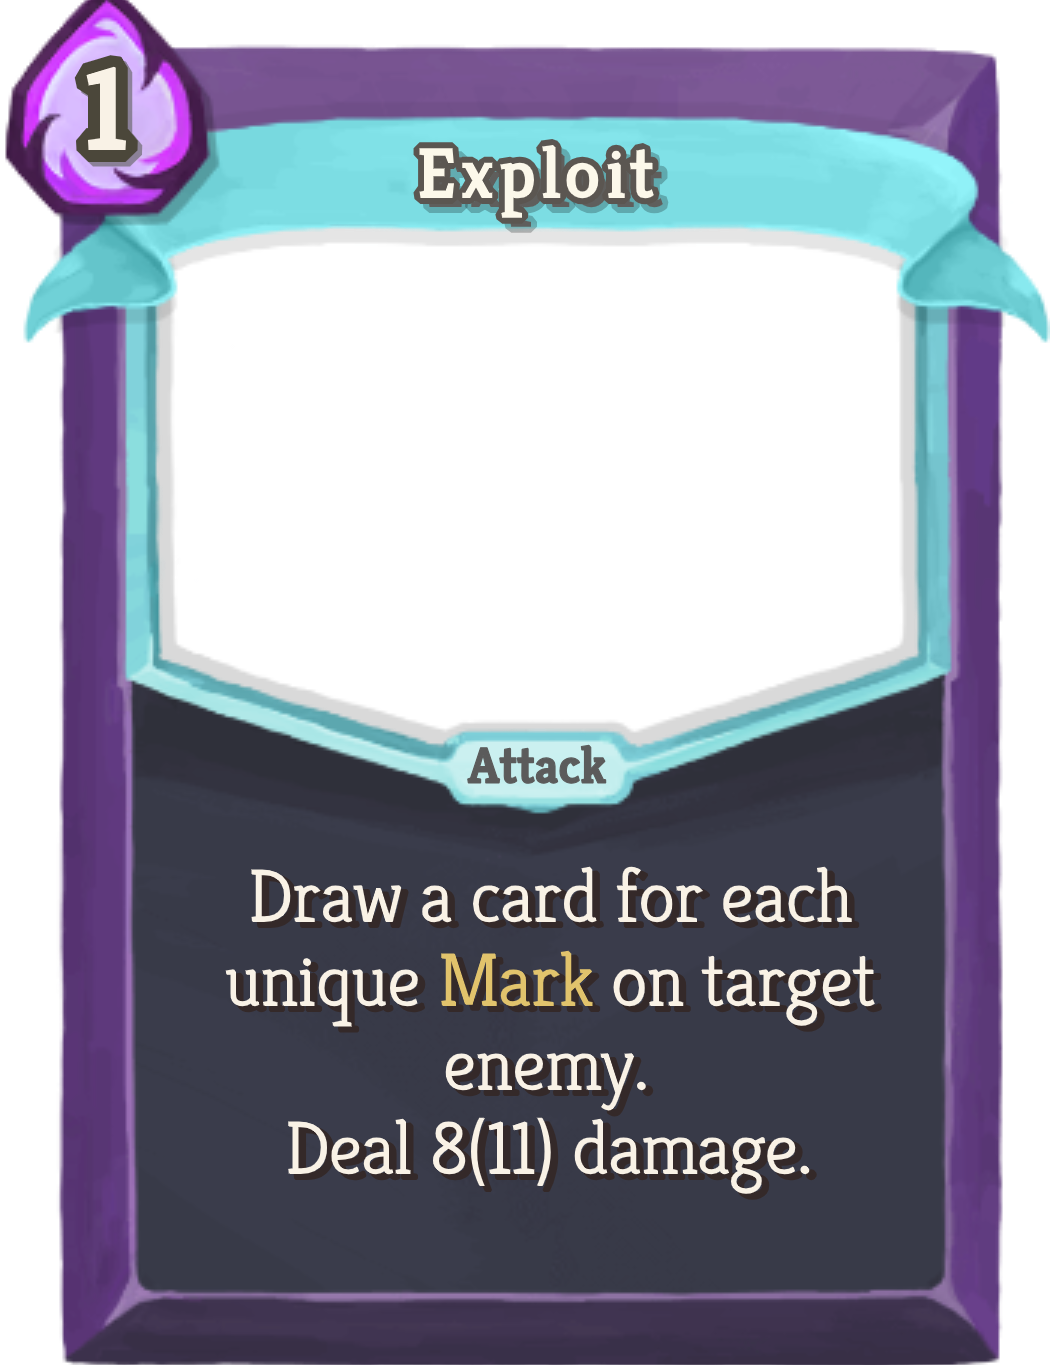 1
Exploit
Attack
Draw a card for each
unique Mark on target
enemy.
Deal 8(11) damage.